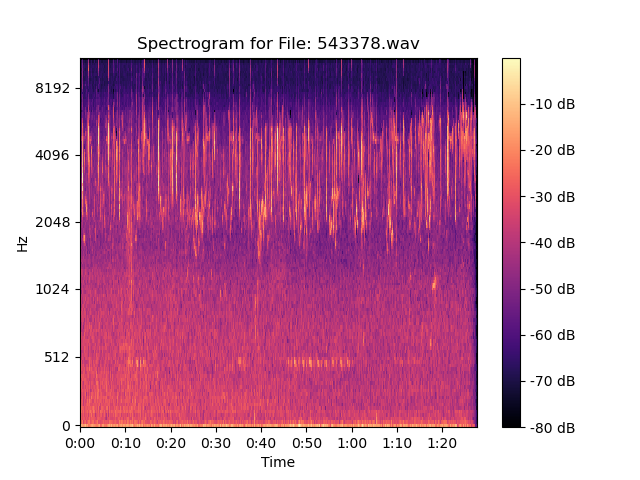 Spectrogram for File: 543378.wav
8192
4096
2048
1024
512
0
Hz
0:00 0:10 0:20 0:30 0:40 0:50 1:00 1:10 1:20
Time
-10 dB
-20 dB
-30 dB
-40 dB
-50 dB
-60 dB
-70 dB
-80 dB